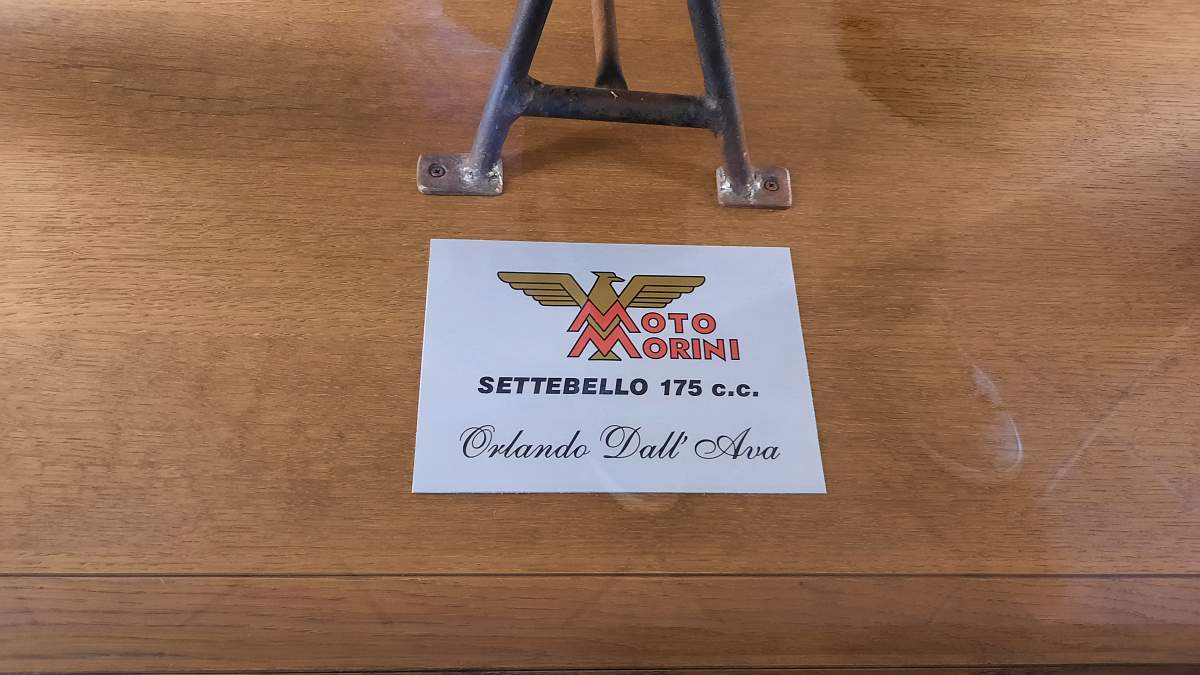 MOTO
MORINI
SETTEBELLO 175 c.c.
Orlando Dall' Ava